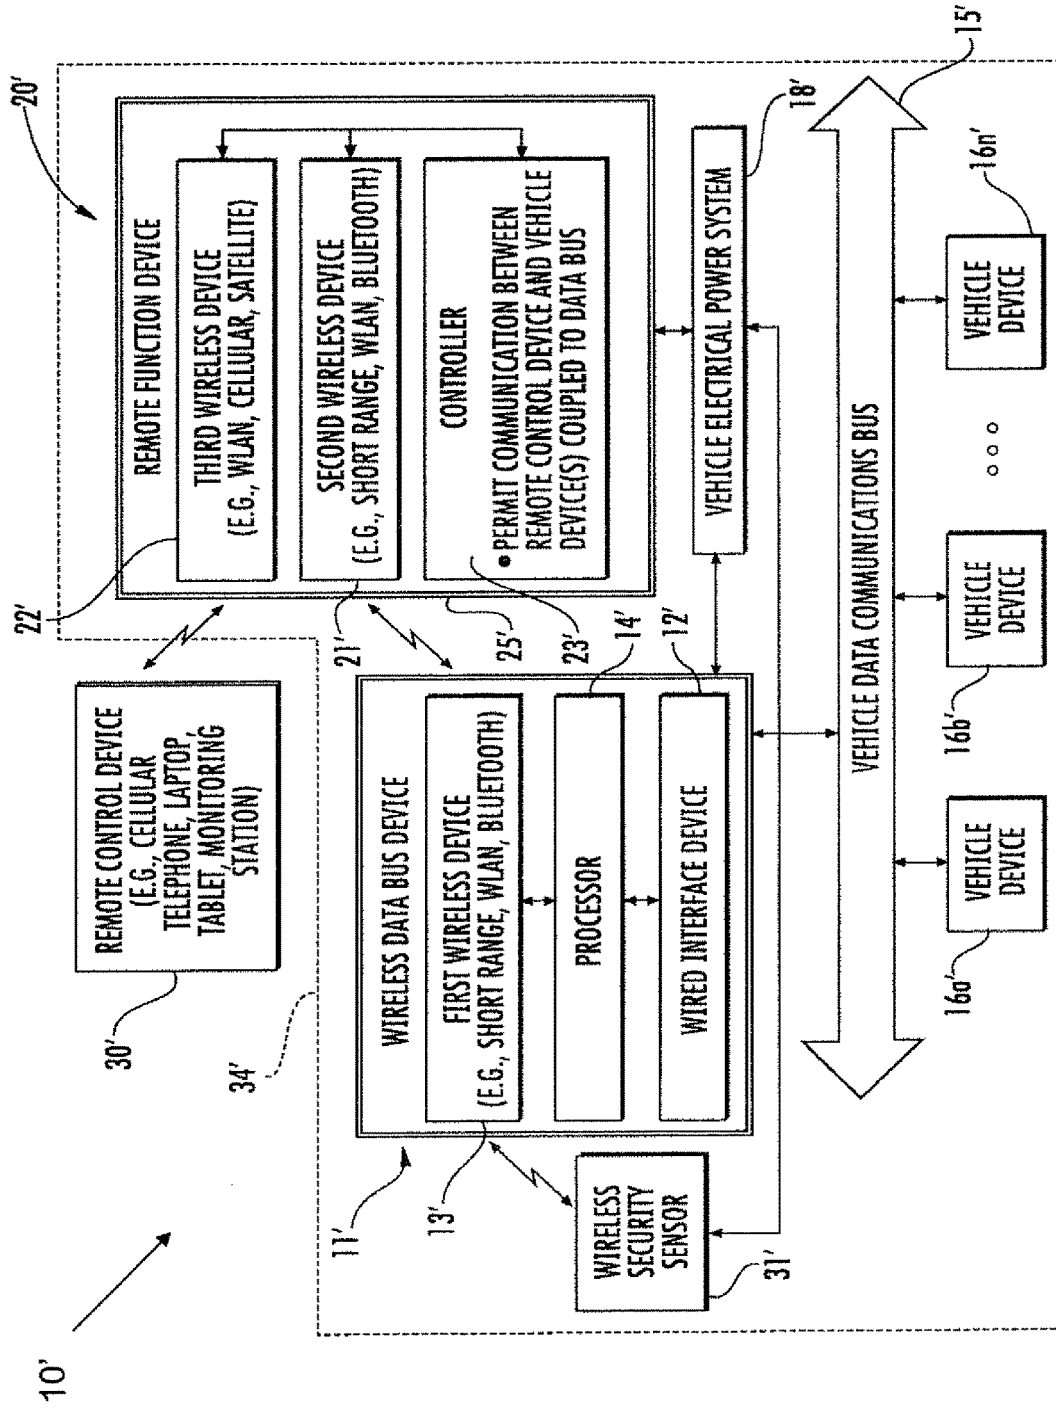 10'
30'
REMOTE CONTROL DEVICE
(E.G., CELLULAR
TELEPHONE, LAPTOP,
TABLET, MONITORING
STATION)
34'
22'
20'
REMOTE FUNCTION DEVICE
THIRD WIRELESS DEVICE
(E.G., WLAN, CELLULAR, SATELLITE)
SECOND WIRELESS DEVICE
(E.G., SHORT RANGE, WLAN, BLUETOOTH)
21'
CONTROLLER
• PERMIT COMMUNICATION BETWEEN
REMOTE CONTROL DEVICE AND VEHICLE
DEVICE(S) COUPLED TO DATA BUS
25'
23'
11'
WIRELESS DATA BUS DEVICE
13'
FIRST WIRELESS DEVICE
(E.G., SHORT RANGE, WLAN, BLUETOOTH)
PROCESSOR
14'
WIRED INTERFACE DEVICE
12'
WIRELESS
SECURITY
SENSOR
31'
VEHICLE ELECTRICAL POWER SYSTEM
18'
VEHICLE DATA COMMUNICATIONS BUS
15'
16a'
VEHICLE
DEVICE
16b'
VEHICLE
DEVICE
16n'
VEHICLE
DEVICE